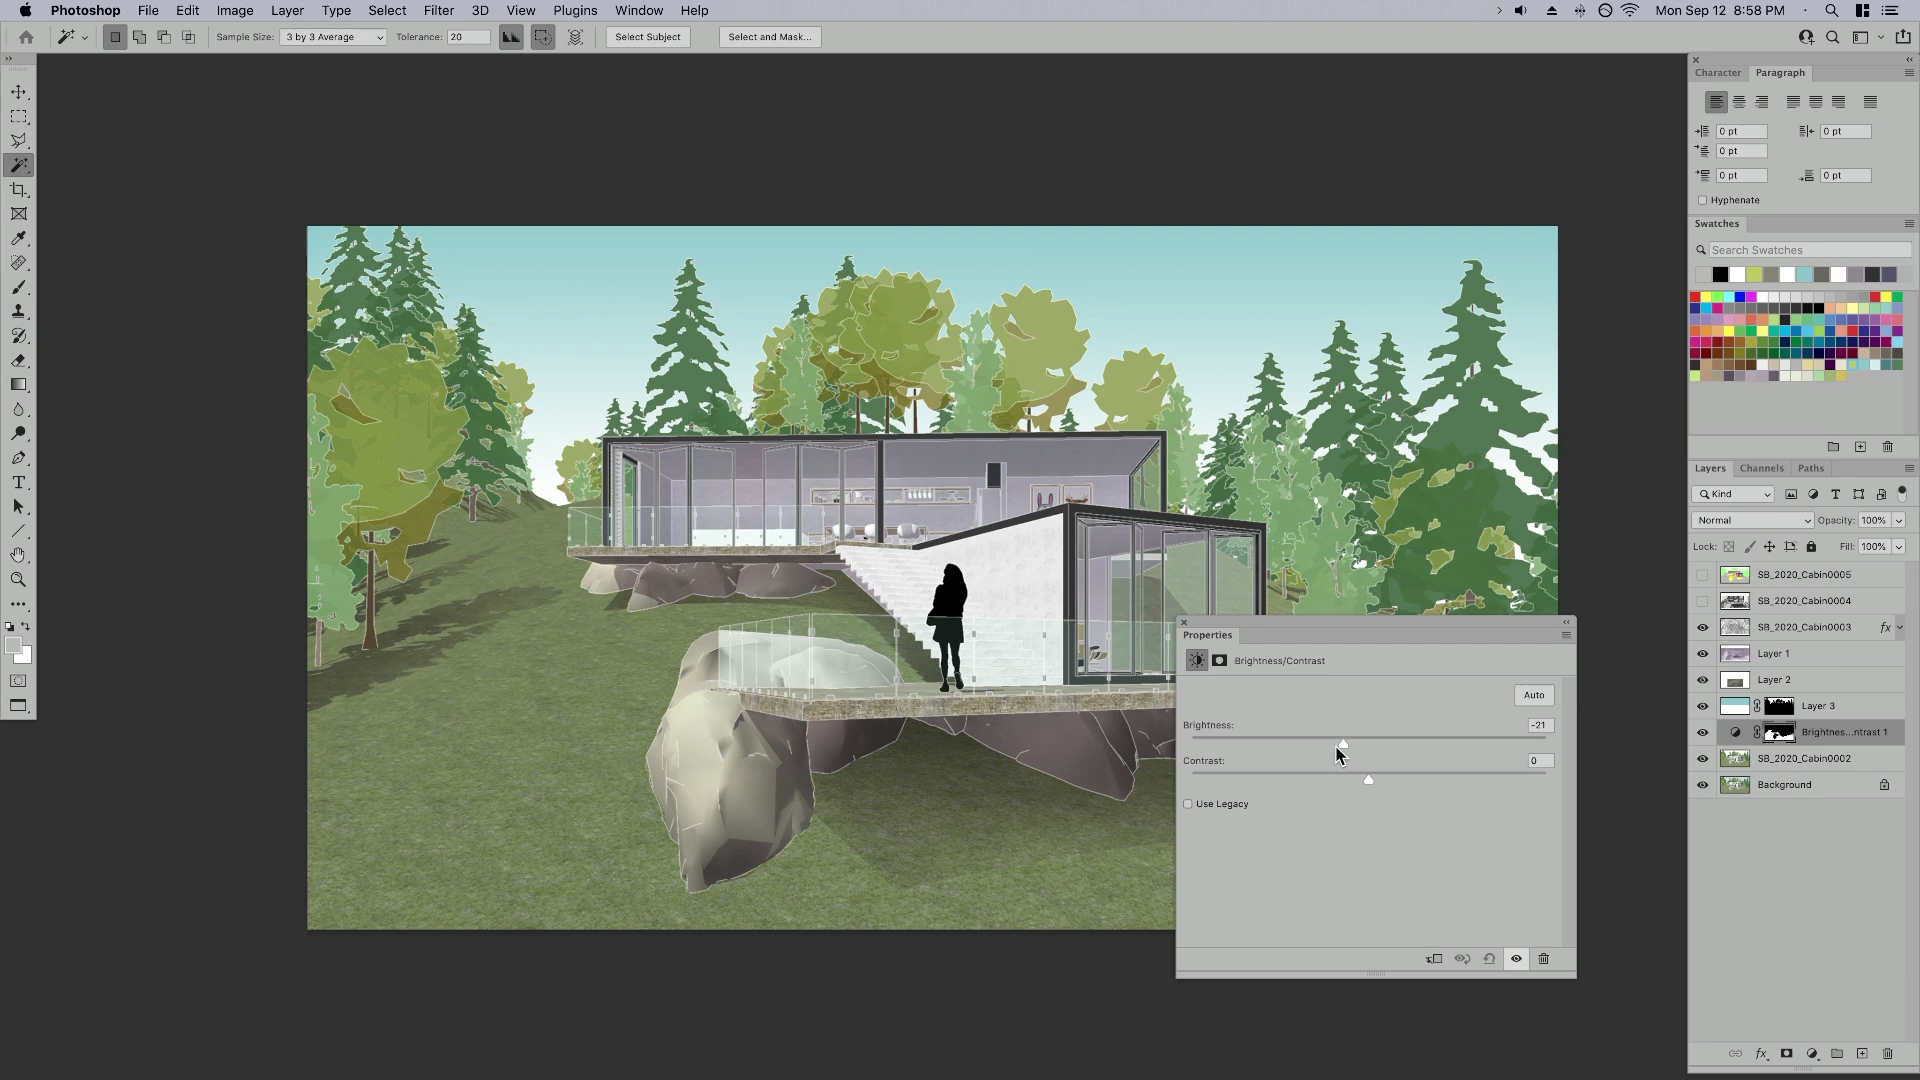 Photoshop File Edit Image Layer Type Select Filter 3D View Plugins Window Help Mon Sep 12 8:58 PM
Sample Size: 3 by 3 Average Tolerance: 20 Select Subject Select and Mask...
Character Paragraph
0 pt 0 pt
0 pt
0 pt 0 pt
Hyphenate
Swatches
Search Swatches
Layers Channels Paths
Kind
Normal Opacity: 100%
Lock: Fill: 100%
SB_2020_Cabin0005
SB_2020_Cabin0004
SB_2020_Cabin0003 fx
Layer 1
Layer 2
Layer 3
Brightnes...ntrast 1
SB_2020_Cabin0002
Background
fx
Properties
Brightness/Contrast
Auto
Brightness: -21
Contrast: 0
Use Legacy